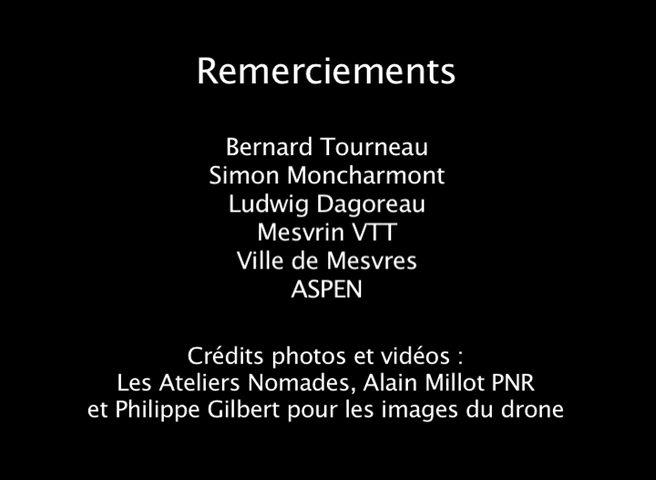 Remerciements
Bernard Tourneau
Simon Moncharmont
Ludwig Dagoreau
Mesvrin VTT
Ville de Mesvres
ASPEN
Crédits photos et vidéos :
Les Ateliers Nomades, Alain Millot PNR
et Philippe Gilbert pour les images du drone